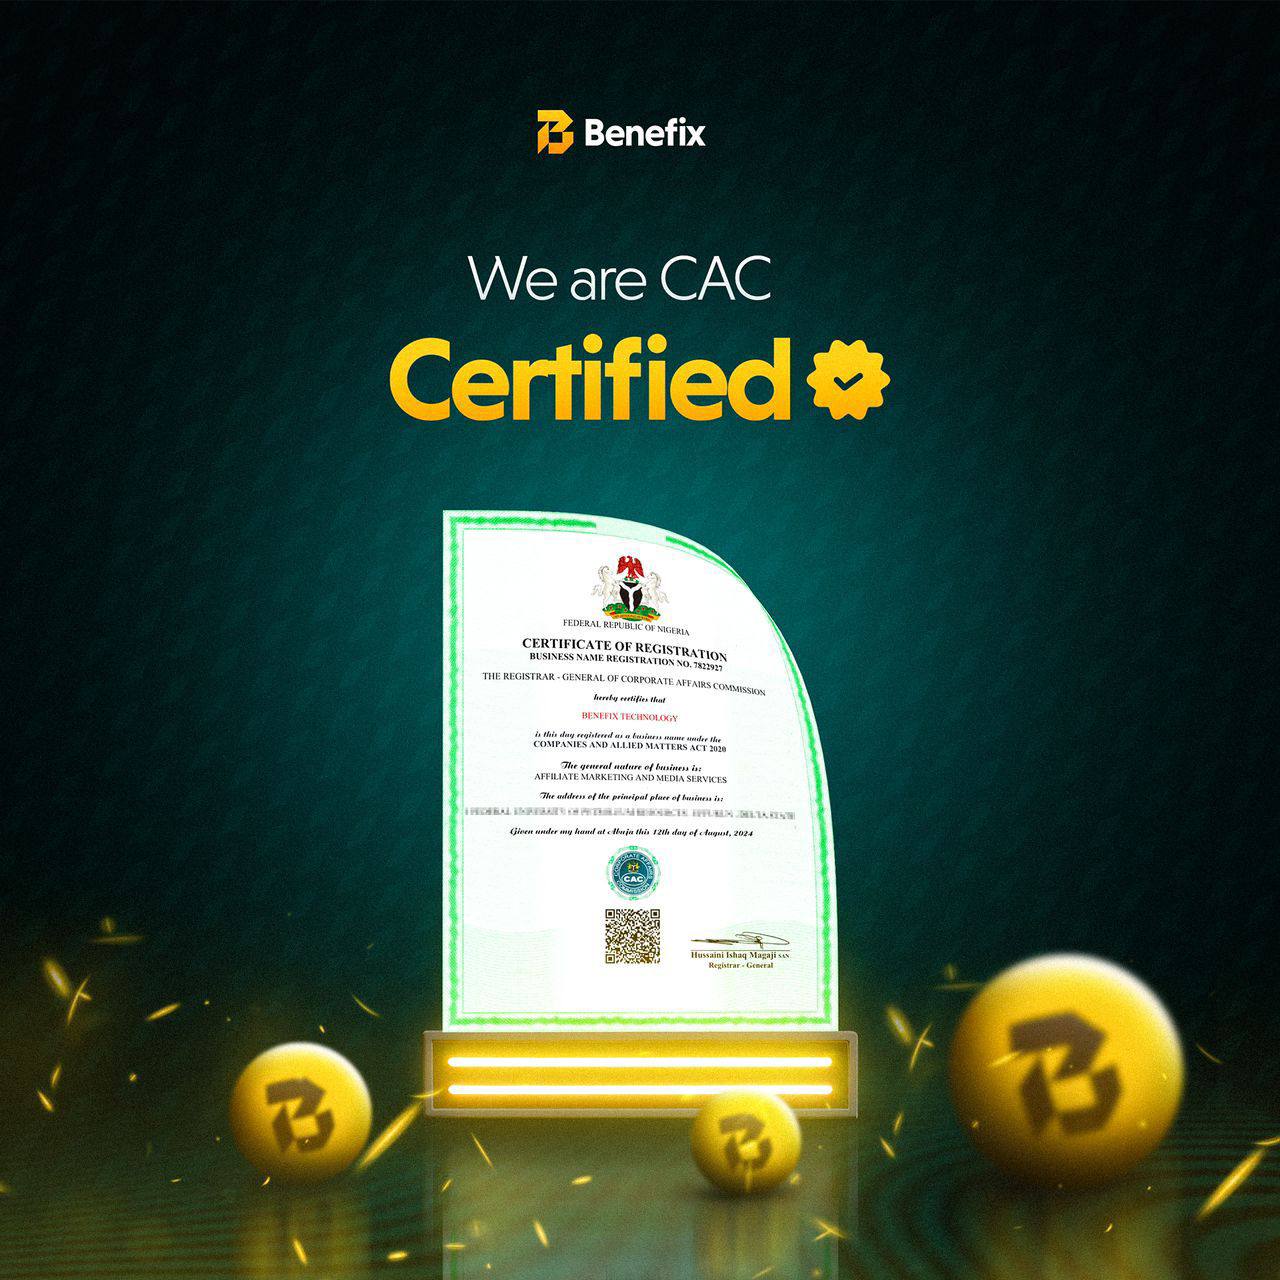 Benefix
We are CAC
Certified
FEDERAL REPUBLIC OF NIGERIA
CERTIFICATE OF REGISTRATION
BUSINESS NAME REGISTRATION NO. 7822927
THE REGISTRAR - GENERAL OF CORPORATE AFFAIRS COMMISSION
hereby certifies that
BENEFIX TECHNOLOGY
is this day registered as a business name under the
COMPANIES AND ALLIED MATTERS ACT 2020
The general nature of business is:
AFFILIATE MARKETING AND MEDIA SERVICES
The address of the principal place of business is:
Given under my hand at Abuja this 12th day of August, 2024
CORPORATE AFFAIRS
CAC
COMMISSION
Hussaini Ishaq Magaji SAN
Registrar - General